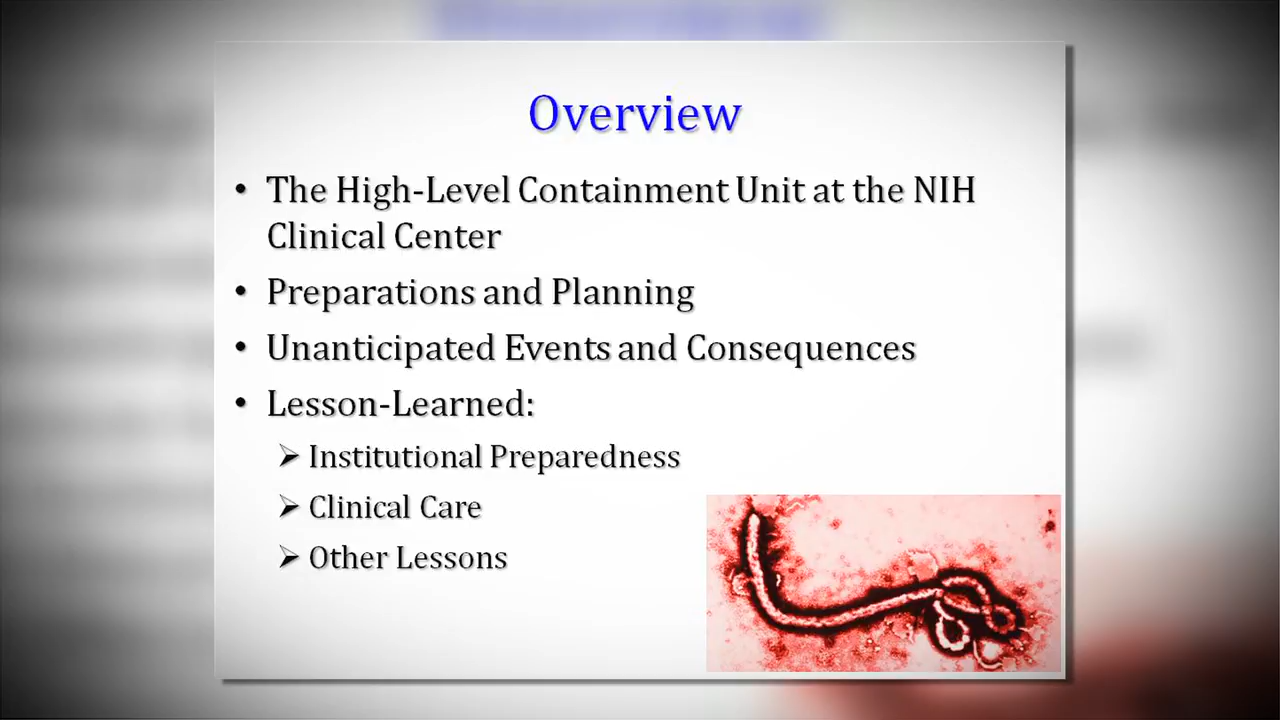 Overview
• The High-Level Containment Unit at the NIH
Clinical Center
• Preparations and Planning
• Unanticipated Events and Consequences
• Lesson-Learned:
➢ Institutional Preparedness
➢ Clinical Care
➢ Other Lessons